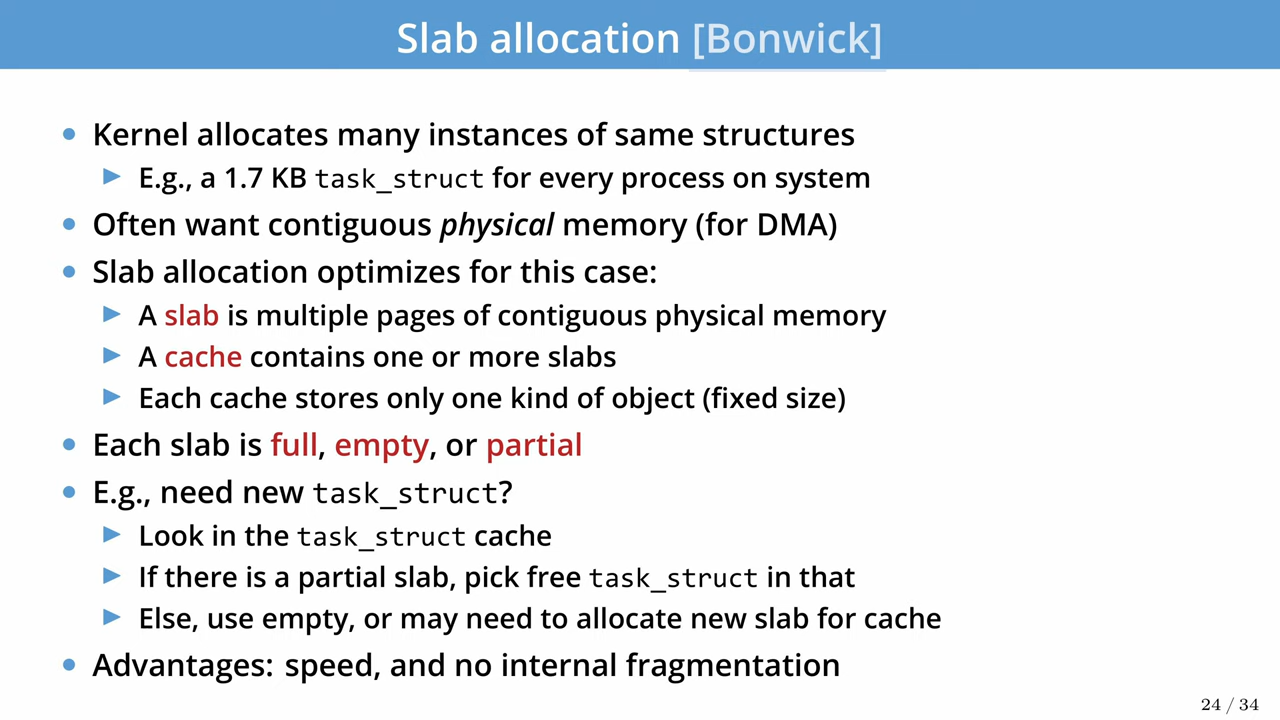 Slab allocation [Bonwick]
• Kernel allocates many instances of same structures
▶ E.g., a 1.7 KB task_struct for every process on system
• Often want contiguous physical memory (for DMA)
• Slab allocation optimizes for this case:
▶ A slab is multiple pages of contiguous physical memory
▶ A cache contains one or more slabs
▶ Each cache stores only one kind of object (fixed size)
• Each slab is full, empty, or partial
• E.g., need new task_struct?
▶ Look in the task_struct cache
▶ If there is a partial slab, pick free task_struct in that
▶ Else, use empty, or may need to allocate new slab for cache
• Advantages: speed, and no internal fragmentation
24 / 34